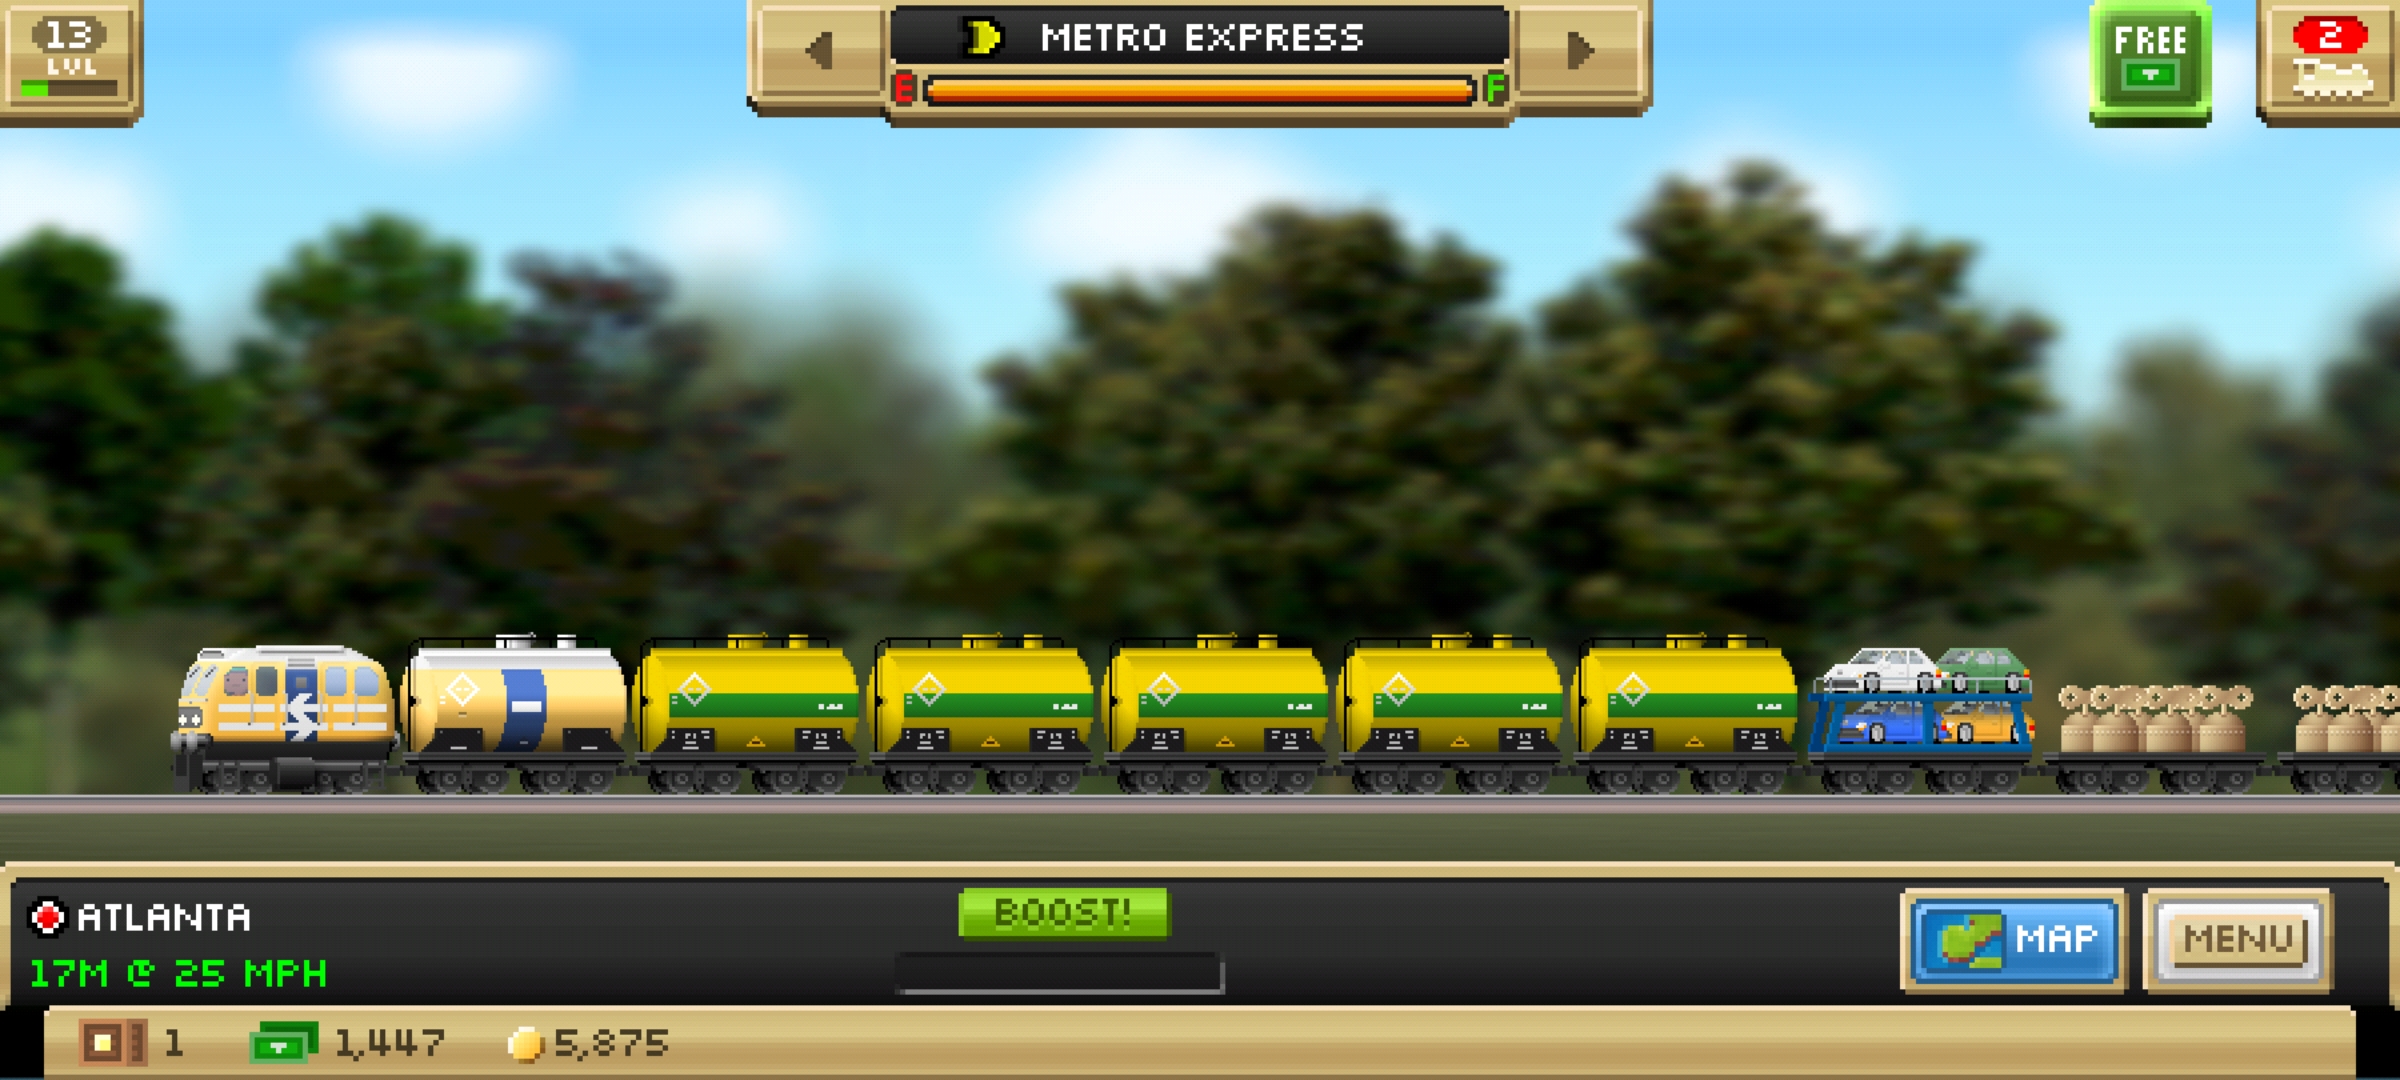 13
LVL
METRO EXPRESS
E F
FREE
2
ATLANTA
17M @ 25 MPH
BOOST!
MAP
MENU
1
1,447
5,875